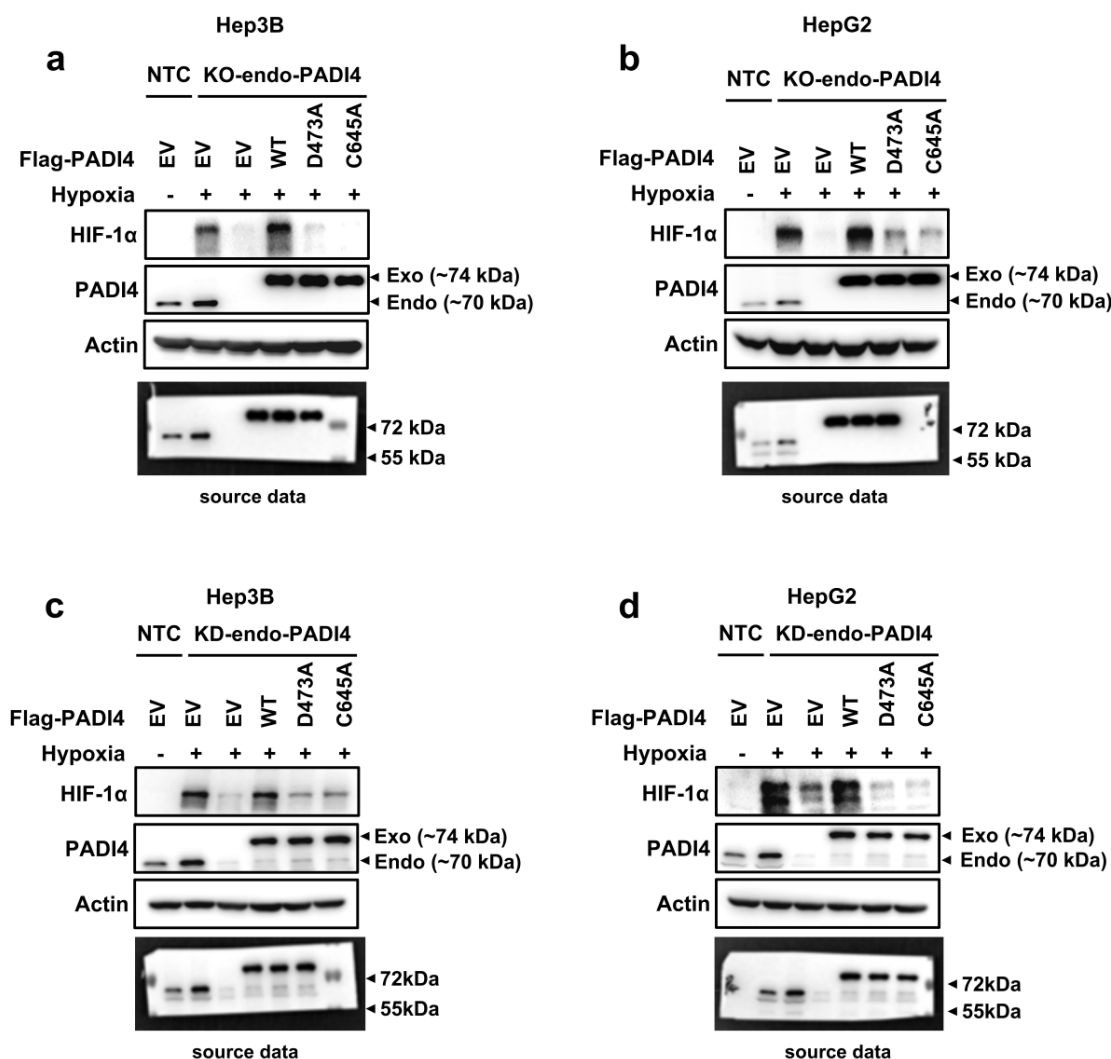 Hep3B
a
NTC KO-endo-PADI4
Flag-PADI4 EV EV EV WT D473A C645A
Hypoxia - + + + + +
HIF-1α
PADI4
Exo (~74 kDa)
Endo (~70 kDa)
Actin
72 kDa
55 kDa
source data
HepG2
b
NTC KO-endo-PADI4
Flag-PADI4 EV EV EV WT D473A C645A
Hypoxia - + + + + +
HIF-1α
PADI4
Exo (~74 kDa)
Endo (~70 kDa)
Actin
72 kDa
55 kDa
source data
Hep3B
c
NTC KD-endo-PADI4
Flag-PADI4 EV EV EV WT D473A C645A
Hypoxia - + + + + +
HIF-1α
PADI4
Exo (~74 kDa)
Endo (~70 kDa)
Actin
72kDa
55kDa
source data
HepG2
d
NTC KD-endo-PADI4
Flag-PADI4 EV EV EV WT D473A C645A
Hypoxia - + + + + +
HIF-1α
PADI4
Exo (~74 kDa)
Endo (~70 kDa)
Actin
72kDa
55kDa
source data